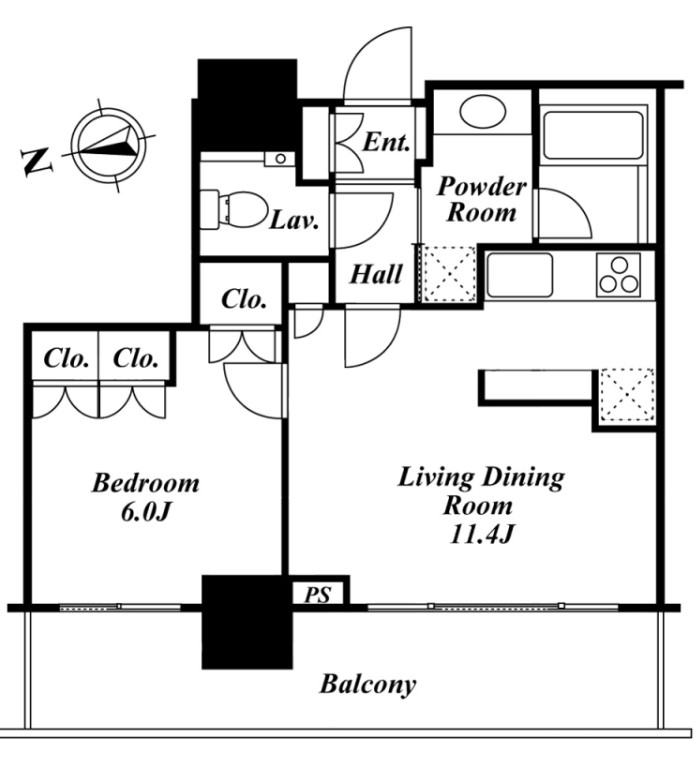 Ent.
N
Powder
Room
Lav.
Hall
Clo.
Clo.
Clo.
Living Dining
Room
11.4J
Bedroom
6.0J
PS
Balcony